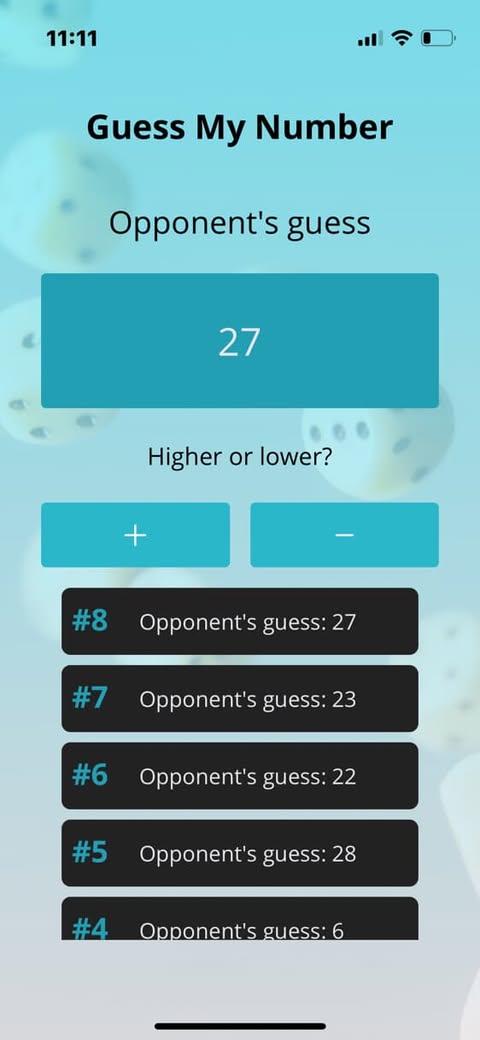 11:11
Guess My Number
Opponent's guess
27
Higher or lower?
+ −
#8 Opponent's guess: 27
#7 Opponent's guess: 23
#6 Opponent's guess: 22
#5 Opponent's guess: 28
#4 Opponent's guess: 6